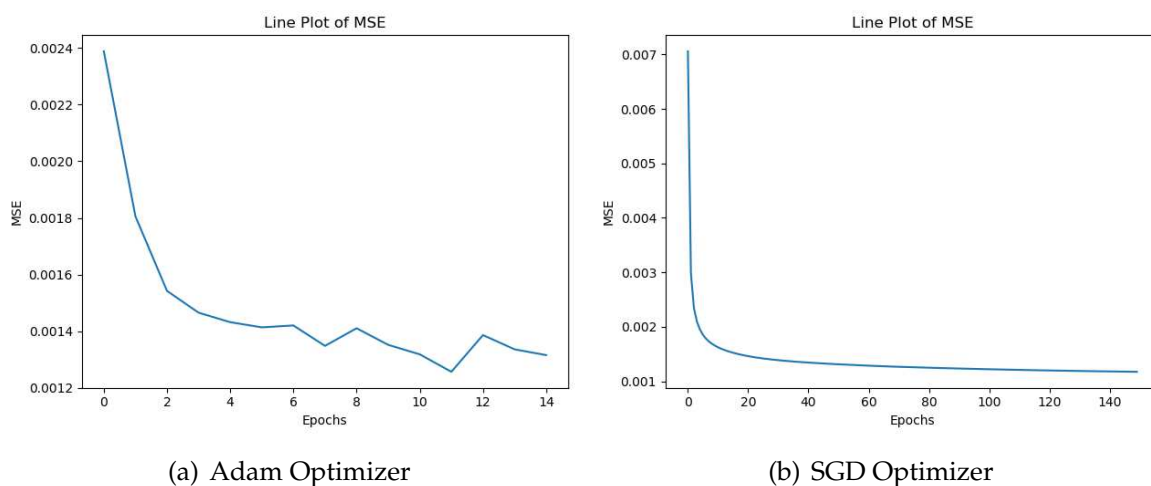 Line Plot of MSE
0.0024
0.0022
0.0020
0.0018
0.0016
0.0014
0.0012
MSE
0 2 4 6 8 10 12 14
Epochs
(a) Adam Optimizer
Line Plot of MSE
0.007
0.006
0.005
0.004
0.003
0.002
0.001
MSE
0 20 40 60 80 100 120 140
Epochs
(b) SGD Optimizer